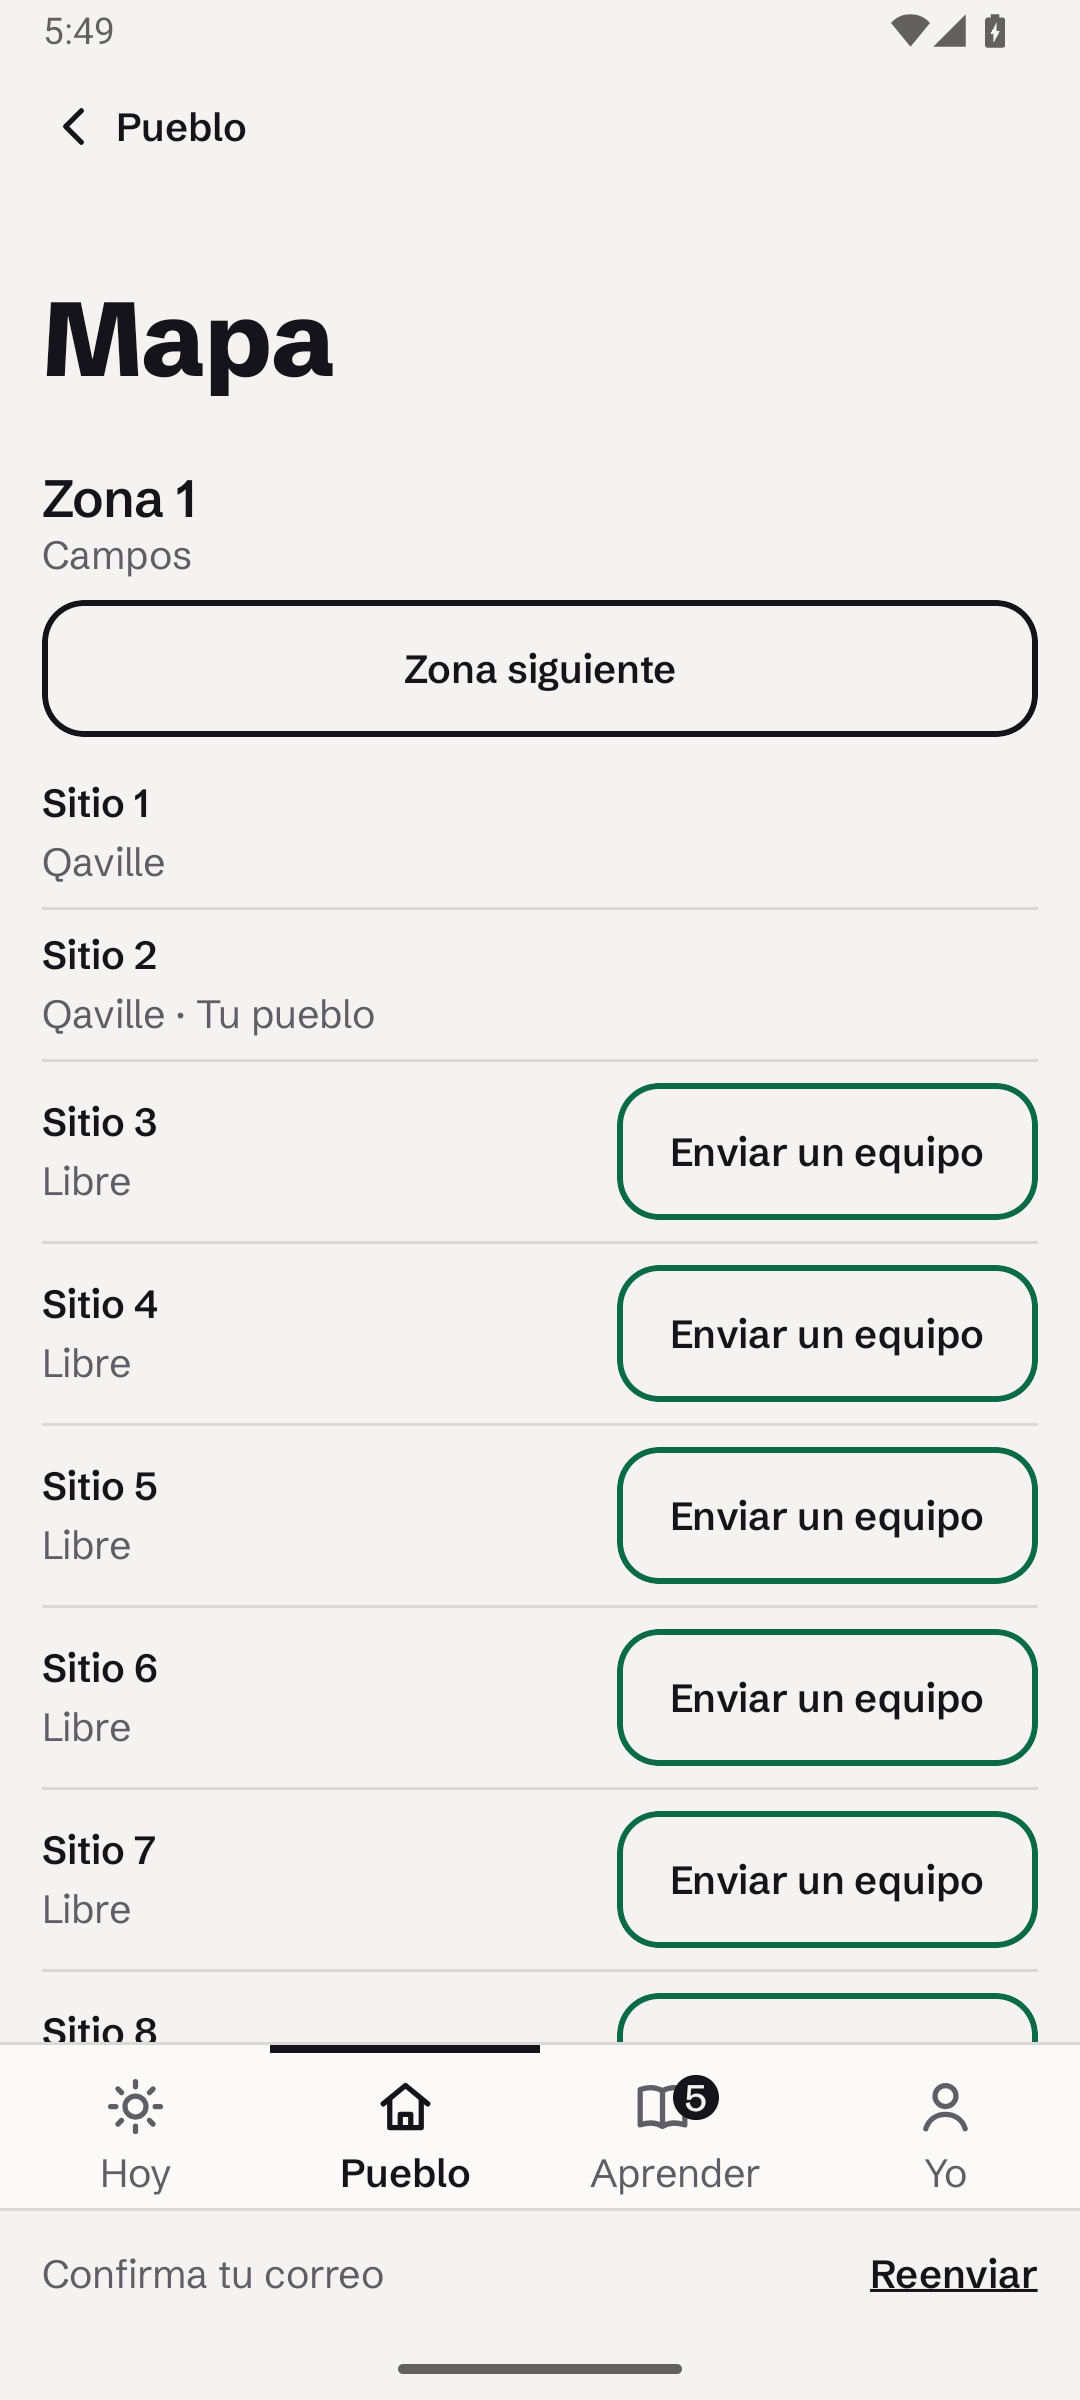 5:49
Pueblo
Mapa
Zona 1
Campos
Zona siguiente
Sitio 1
Qaville
Sitio 2
Qaville · Tu pueblo
Sitio 3
Libre
Enviar un equipo
Sitio 4
Libre
Enviar un equipo
Sitio 5
Libre
Enviar un equipo
Sitio 6
Libre
Enviar un equipo
Sitio 7
Libre
Enviar un equipo
Sitio 8
5
Hoy
Pueblo
Aprender
Yo
Confirma tu correo
Reenviar